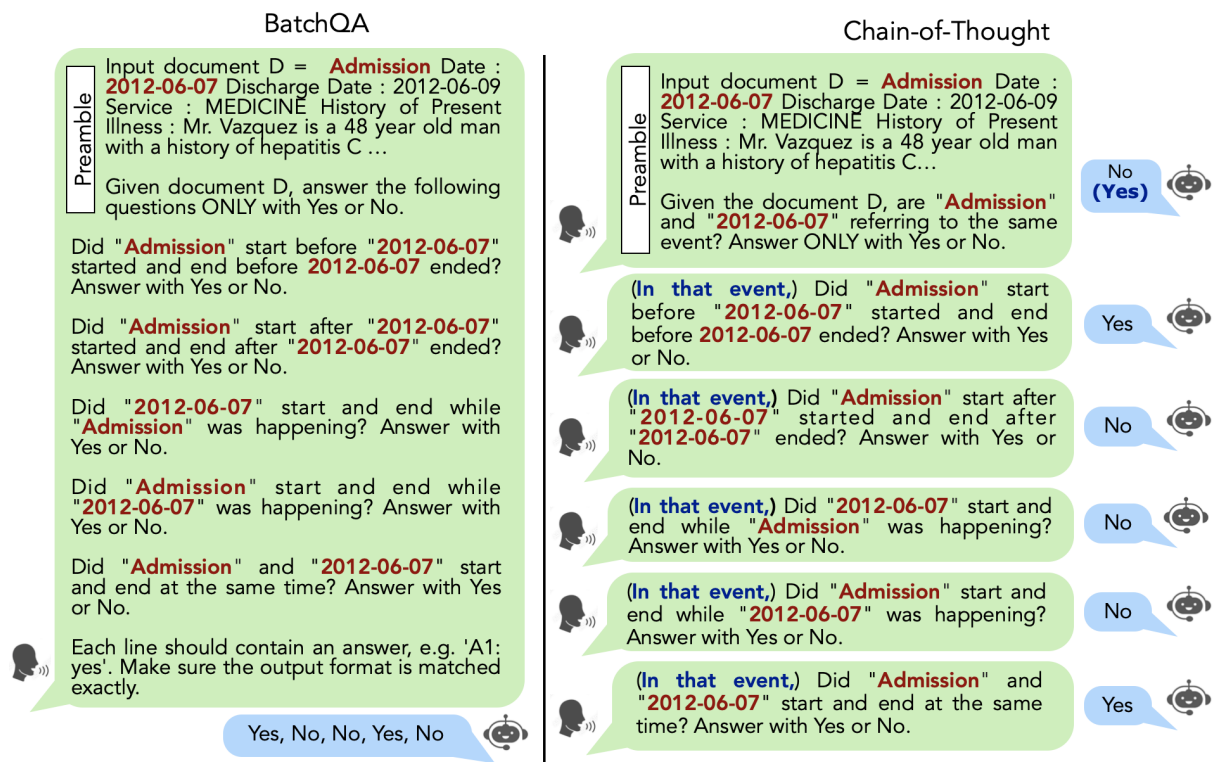 BatchQA
Preamble
Input document D = Admission Date :
2012-06-07 Discharge Date : 2012-06-09
Service : MEDICINE History of Present
Illness : Mr. Vazquez is a 48 year old man
with a history of hepatitis C ...
Given document D, answer the following
questions ONLY with Yes or No.
Did "Admission" start before "2012-06-07"
started and end before 2012-06-07 ended?
Answer with Yes or No.
Did "Admission" start after "2012-06-07"
started and end after "2012-06-07" ended?
Answer with Yes or No.
Did "2012-06-07" start and end while
"Admission" was happening? Answer with
Yes or No.
Did "Admission" start and end while
"2012-06-07" was happening? Answer with
Yes or No.
Did "Admission" and "2012-06-07" start
and end at the same time? Answer with Yes
or No.
Each line should contain an answer, e.g. 'A1:
yes'. Make sure the output format is matched
exactly.
Yes, No, No, Yes, No
Chain-of-Thought
Preamble
Input document D = Admission Date :
2012-06-07 Discharge Date : 2012-06-09
Service : MEDICINE History of Present
Illness : Mr. Vazquez is a 48 year old man
with a history of hepatitis C...
Given the document D, are "Admission"
and "2012-06-07" referring to the same
event? Answer ONLY with Yes or No.
No
(Yes)
(In that event,) Did "Admission" start
before "2012-06-07" started and end
before 2012-06-07 ended? Answer with Yes
or No.
Yes
(In that event,) Did "Admission" start after
"2012-06-07" started and end after
"2012-06-07" ended? Answer with Yes or
No.
No
(In that event,) Did "2012-06-07" start and
end while "Admission" was happening?
Answer with Yes or No.
No
(In that event,) Did "Admission" start and
end while "2012-06-07" was happening?
Answer with Yes or No.
No
(In that event,) Did "Admission" and
"2012-06-07" start and end at the same
time? Answer with Yes or No.
Yes